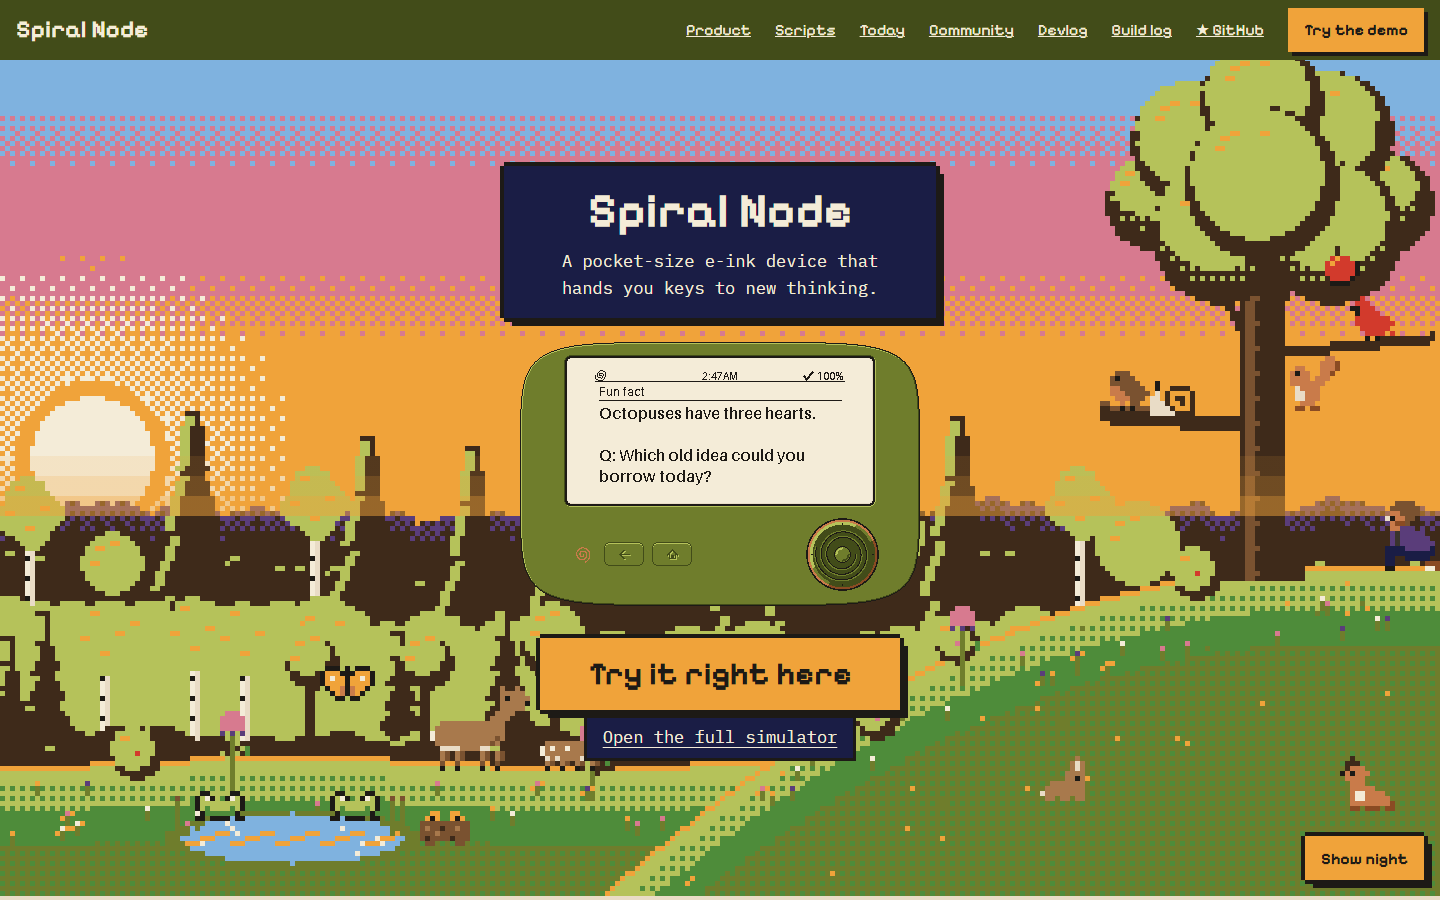 Spiral Node
Product Scripts Today Community Devlog Build log ★ GitHub Try the demo
Spiral Node
A pocket-size e-ink device that
hands you keys to new thinking.
2:47AM 100%
Fun fact
Octopuses have three hearts.
Q: Which old idea could you
borrow today?
Try it right here
Open the full simulator
Show night